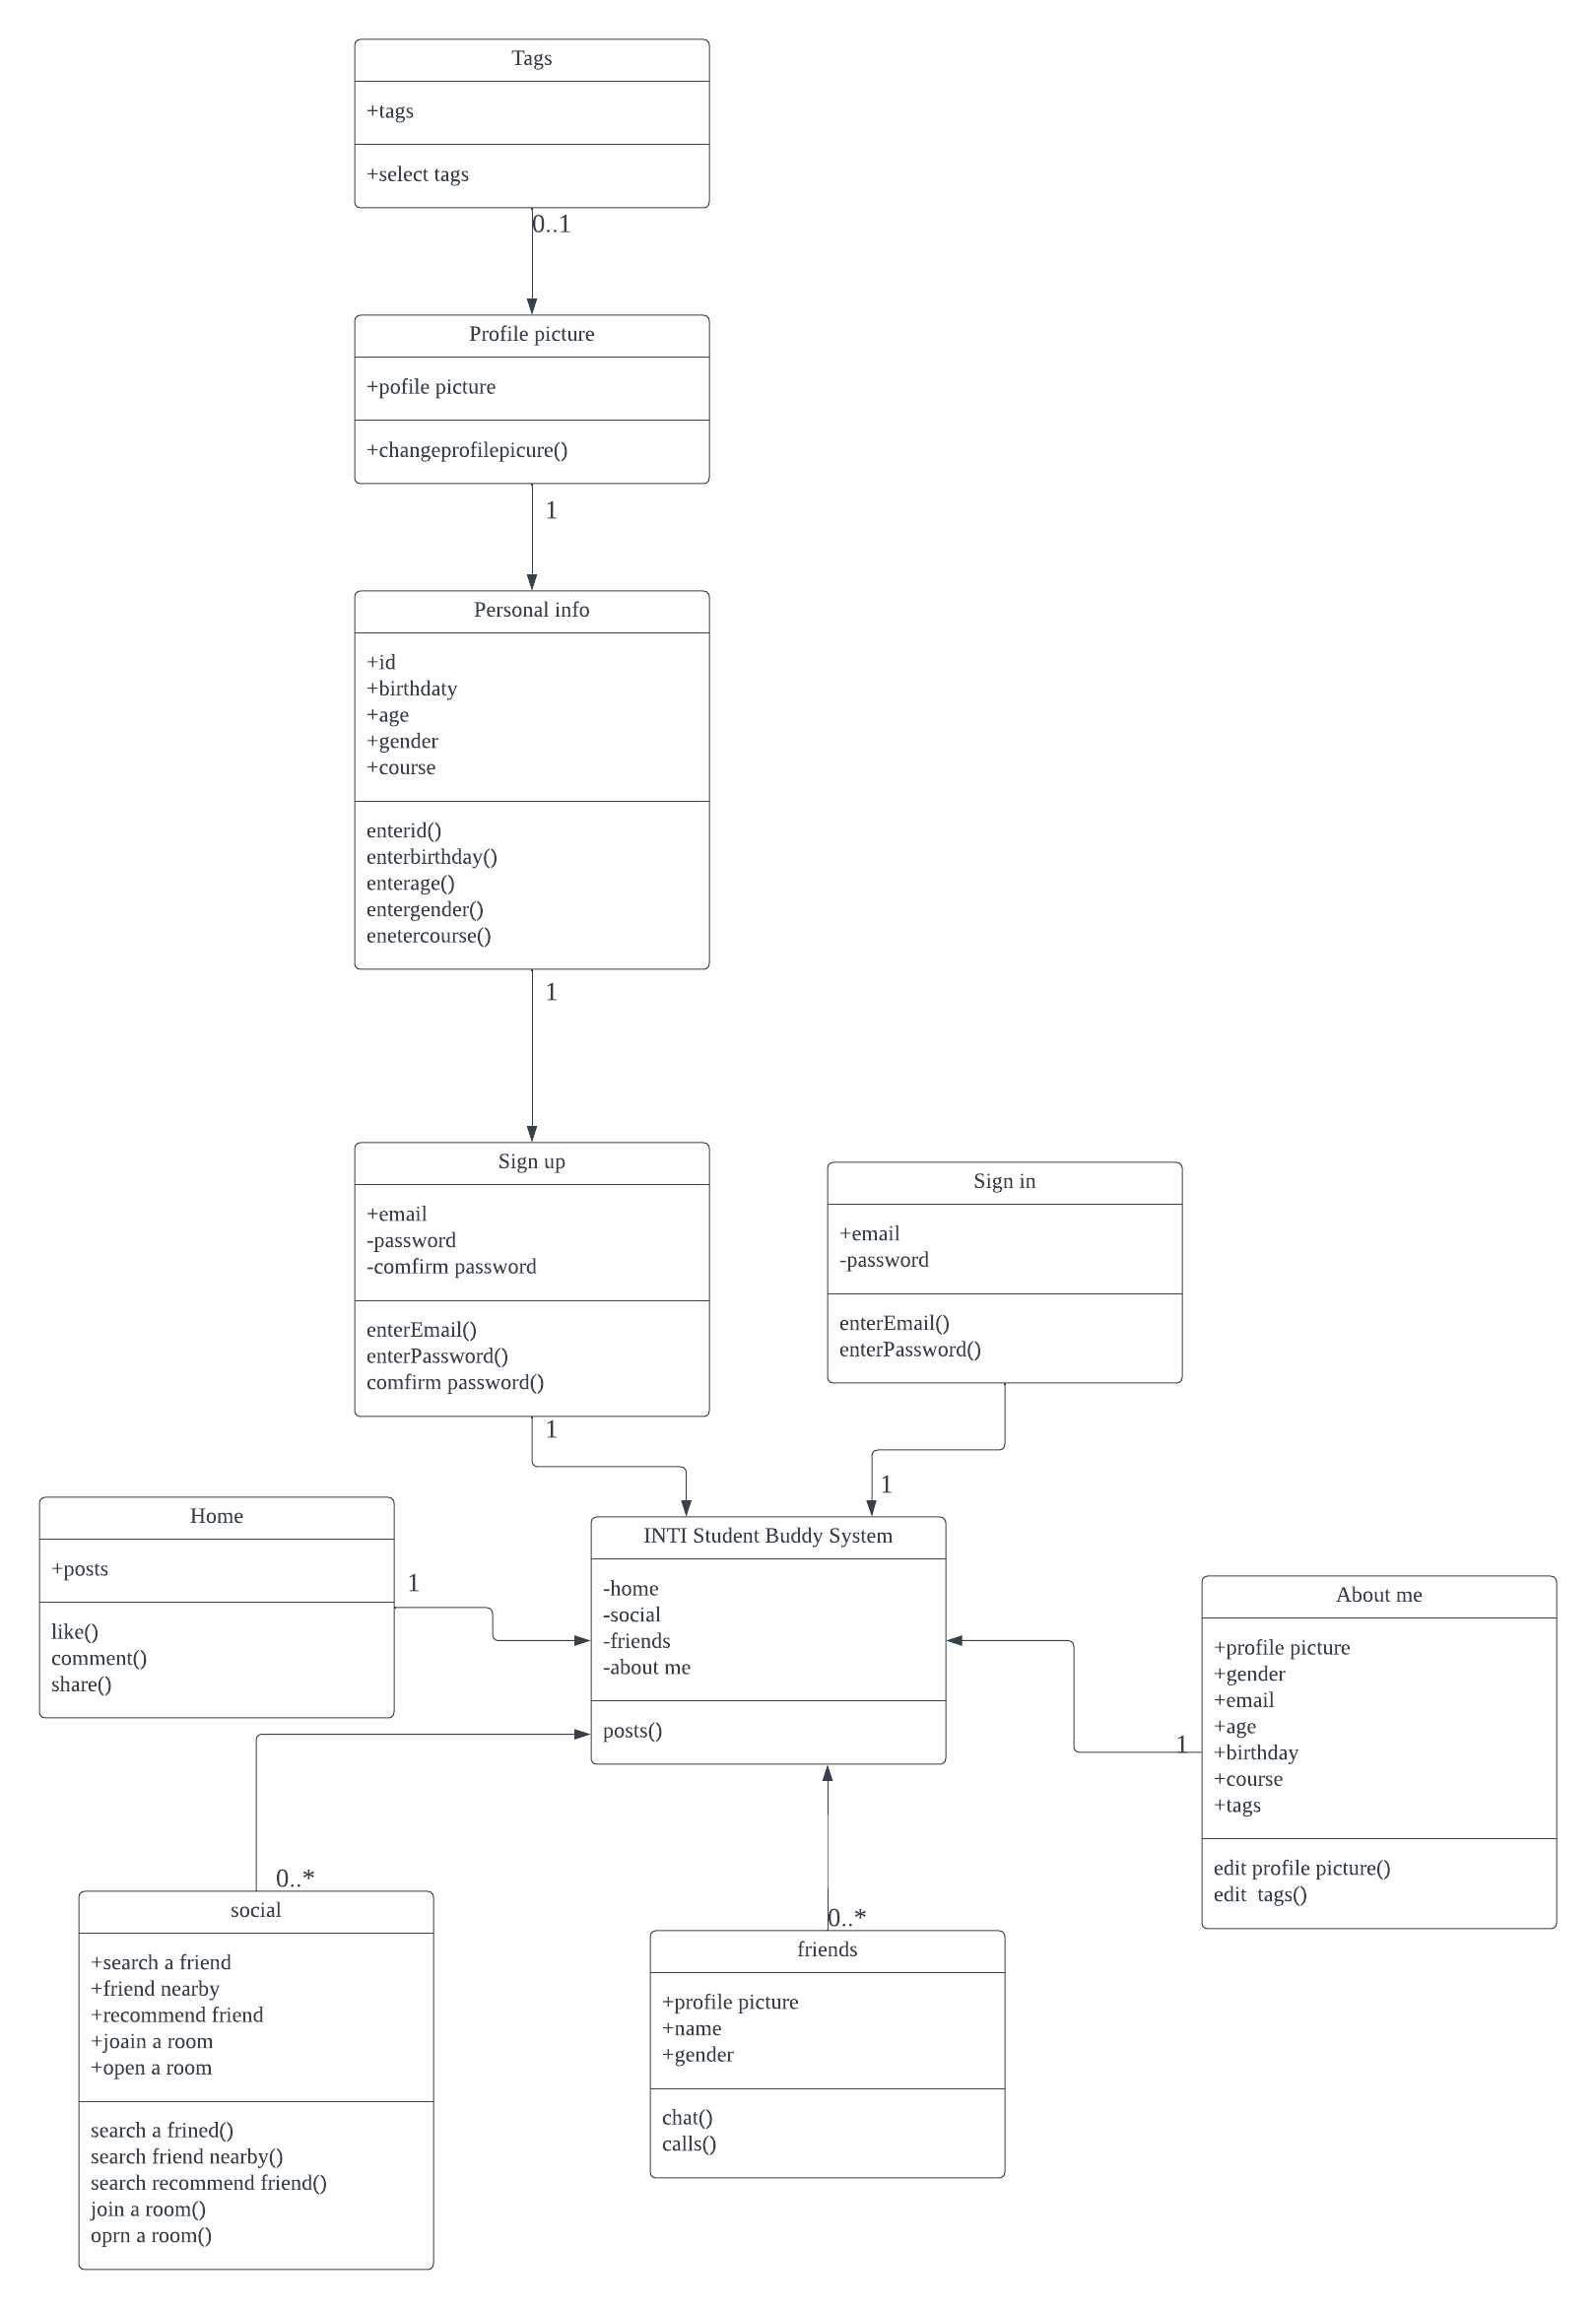 Tags
+tags
+select tags
0..1
Profile picture
+pofile picture
+changeprofilepicure()
1
Personal info
+id
+birthdaty
+age
+gender
+course
enterid()
enterbirthday()
enterage()
entergender()
enetercourse()
1
Sign up
+email
-password
-comfirm password
enterEmail()
enterPassword()
comfirm password()
1
Sign in
+email
-password
enterEmail()
enterPassword()
1
Home
+posts
like()
comment()
share()
1
INTI Student Buddy System
-home
-social
-friends
-about me
posts()
About me
+profile picture
+gender
+email
+age
+birthday
+course
+tags
edit profile picture()
edit  tags()
1
0..*
social
+search a friend
+friend nearby
+recommend friend
+joain a room
+open a room
search a frined()
search friend nearby()
search recommend friend()
join a room()
oprn a room()
0..*
friends
+profile picture
+name
+gender
chat()
calls()